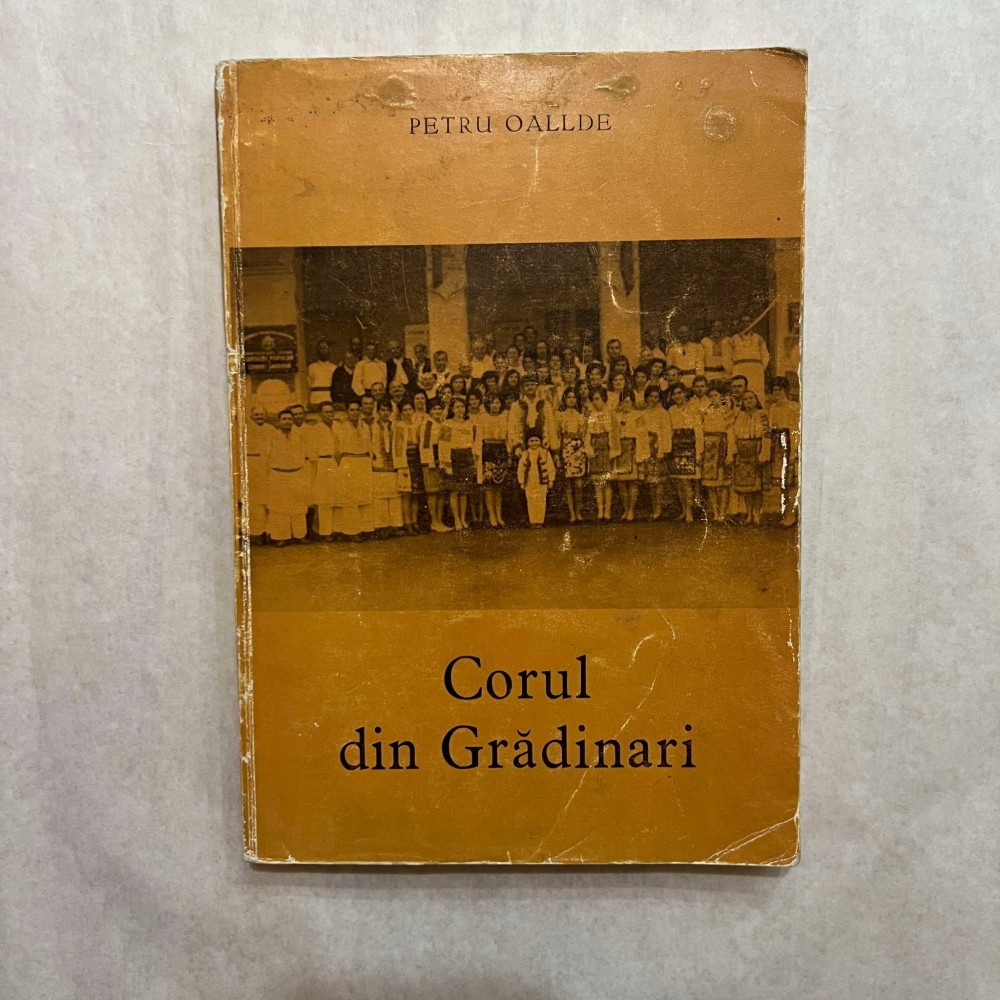 PETRU OALLDE
Corul
din Grădinari